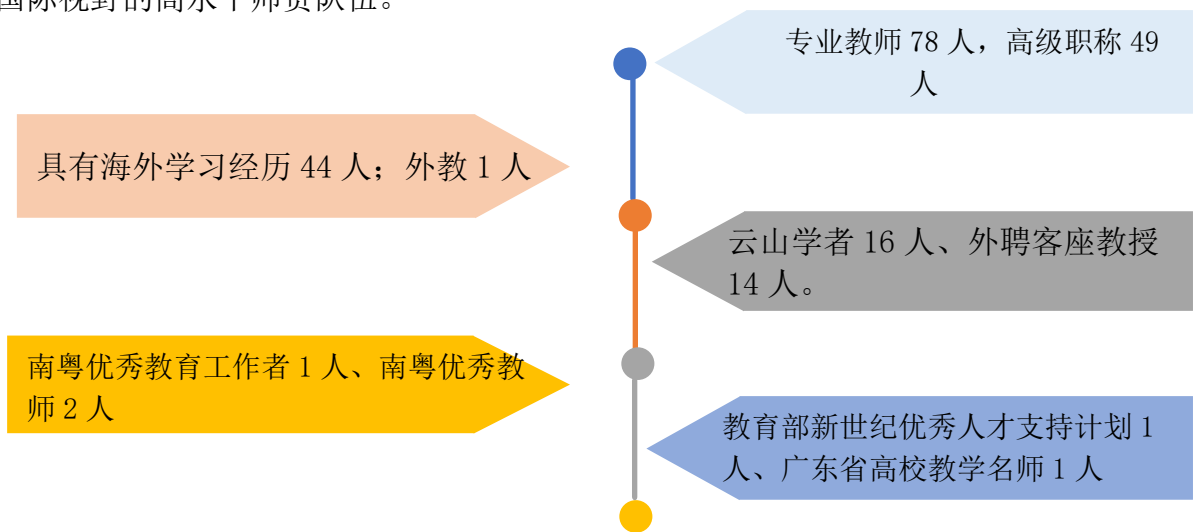 国际视野的高水平师资队伍。
专业教师 78 人，高级职称 49
人
具有海外学习经历 44 人；外教 1 人
云山学者 16 人、外聘客座教授
14 人。
南粤优秀教育工作者 1 人、南粤优秀教
师 2 人
教育部新世纪优秀人才支持计划 1
人、广东省高校教学名师 1 人